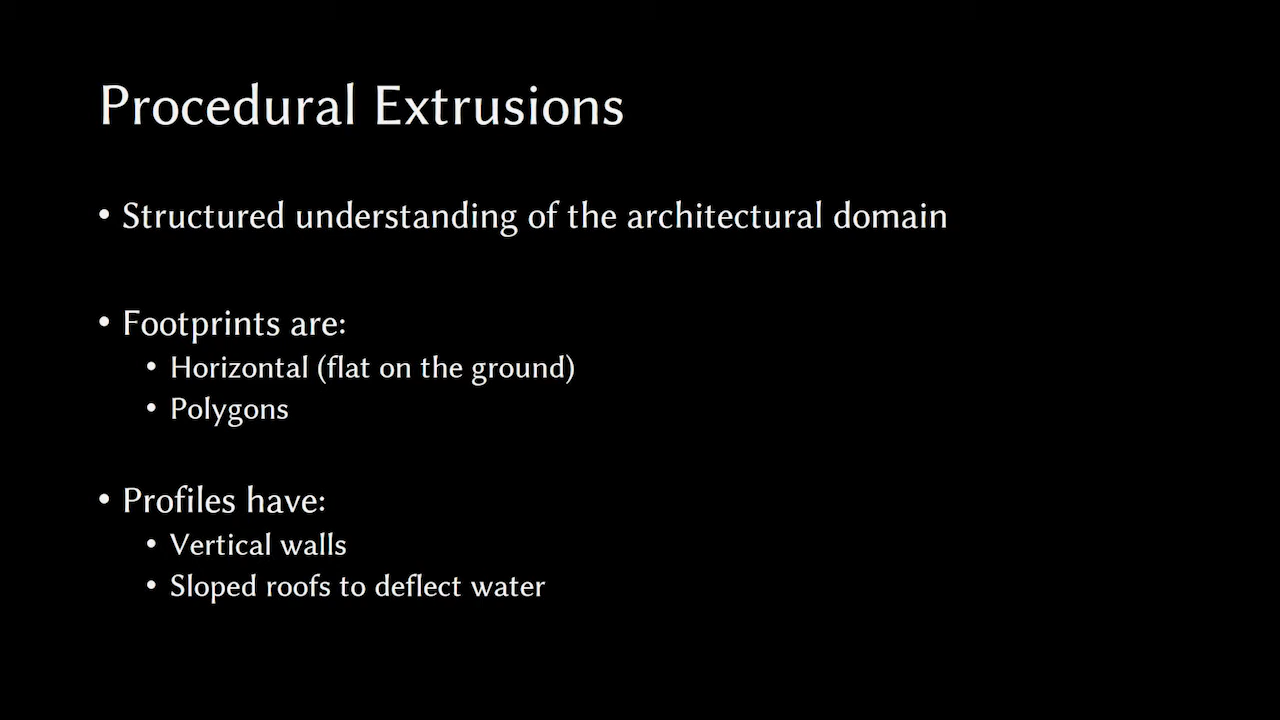 Procedural Extrusions
• Structured understanding of the architectural domain
• Footprints are:
• Horizontal (flat on the ground)
• Polygons
• Profiles have:
• Vertical walls
• Sloped roofs to deflect water